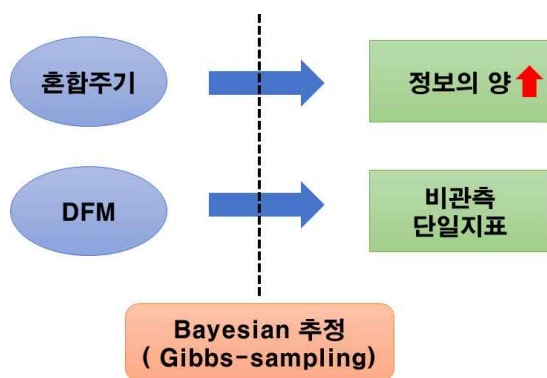 혼합주기
정보의 양
DFM
비관측
단일지표
Bayesian 추정
( Gibbs-sampling)